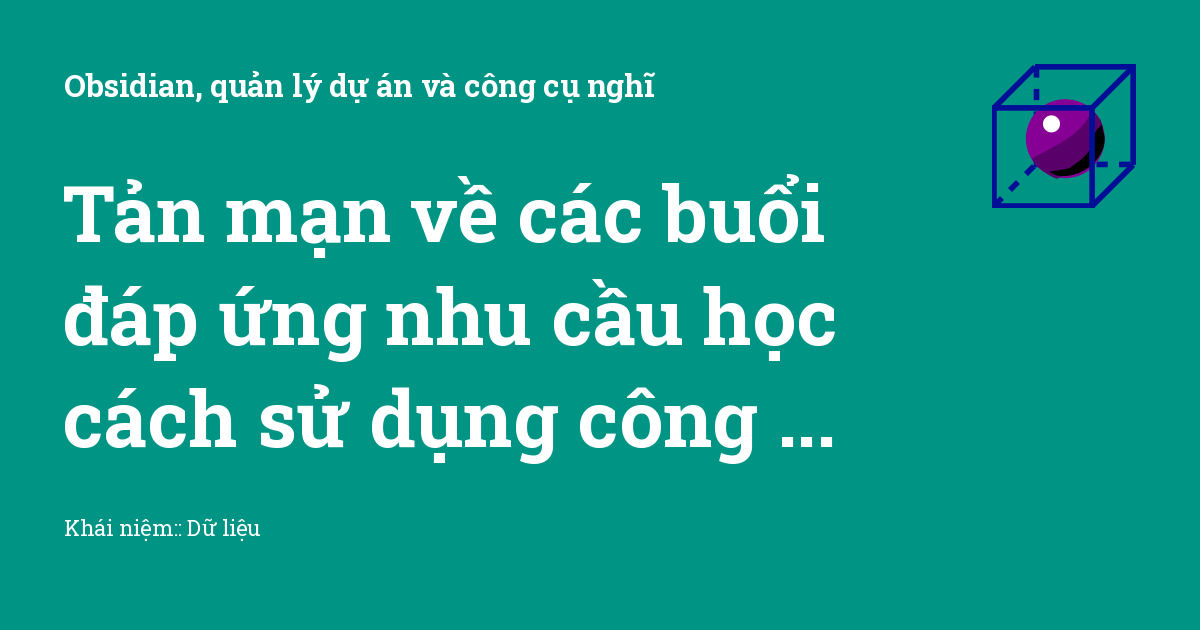 Obsidian, quản lý dự án và công cụ nghĩ
Tản mạn về các buổi
đáp ứng nhu cầu học
cách sử dụng công ...
Khái niệm:: Dữ liệu